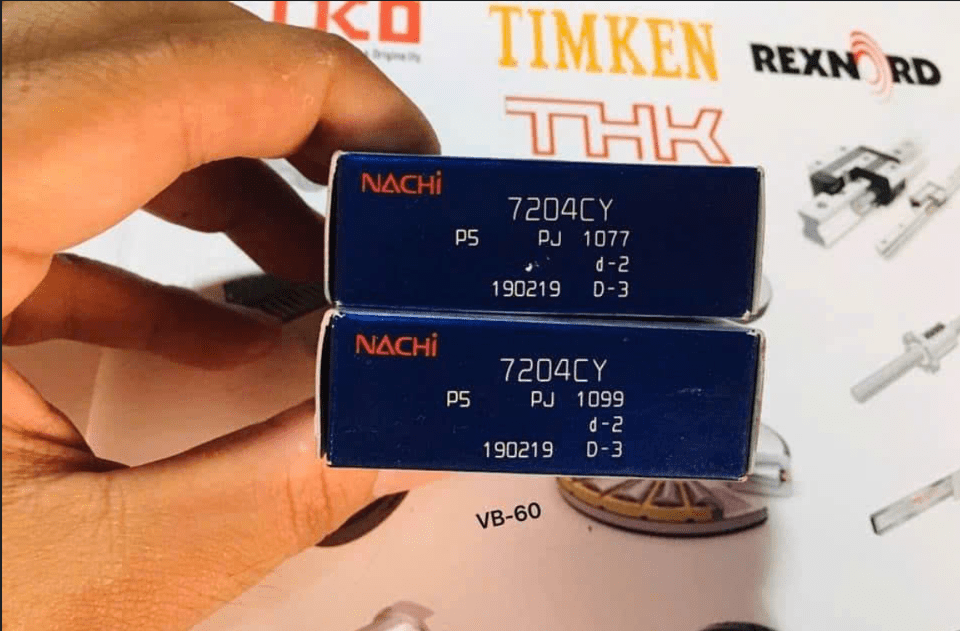 TIMKEN
REXNORD
THK
NACHi
7204CY
P5 PJ 1077
d-2
190219 D-3
NACHi
7204CY
P5 PJ 1099
d-2
190219 D-3
VB-60